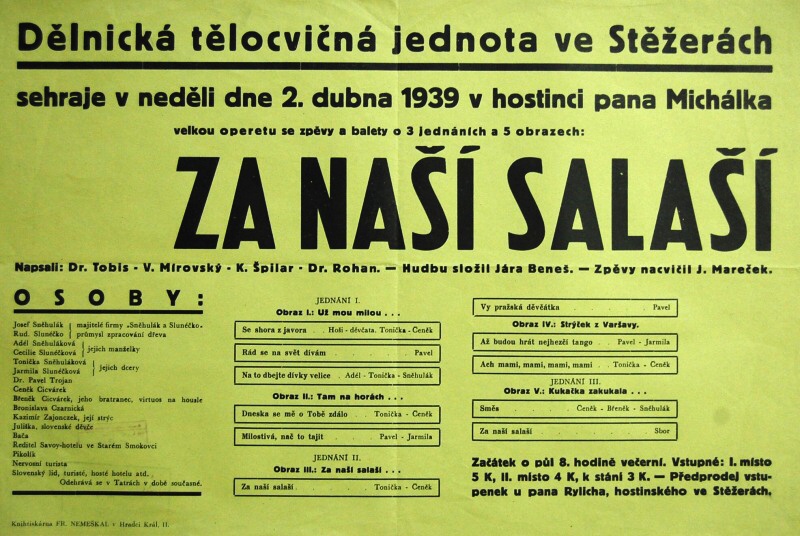 Dělnická tělocvičná jednota ve Stěžerách
sehraje v neděli dne 2. dubna 1939 v hostinci pana Michálka
velkou operetu se zpěvy a balety o 3 jednáních a 5 obrazech:
ZA NAŠÍ SALAŠÍ
Napsali: Dr. Tobis - V. Mírovský - K. Špilar - Dr. Rohan. — Hudbu složil Jára Beneš. — Zpěvy nacvičil J. Mareček.
OSOBY:
Josef Sněhulák
Rud. Slunéčko
majitelé firmy »Sněhulák a Slunéčko«
průmysl zpracování dřeva
Adél Sněhuláková
Cecilie Slunéčková
jejich manželky
Tonička Sněhuláková
Jarmila Slunéčková
jejich dcery
Dr. Pavel Trojan
Ceněk Cicvárek
Břeněk Cicvárek, jeho bratranec, virtuos na housle
Bronislava Czarnická
Kazimír Zajonczek, její strýc
Juliška, slovenské děvče
Bača
Ředitel Savoy-hotelu ve Starém Smokovci
Pikolík
Nervosní turista
Slovenský lid, turisté, hosté hotelu atd.
Odehrává se v Tatrách v době současné.
Knihtiskárna FR. NEMEŠKAL v Hradci Král. II.
JEDNÁNÍ I.
Obraz I.: Už mou milou . . .
Se shora z javora . . Hoši - děvčata. Tonička - Ceněk
Rád se na svět dívám . . . Pavel
Na to dbejte dívky velice . Adél - Tonička - Sněhulák
Obraz II.: Tam na horách . . .
Dneska se mě o Tobě zdálo . . Tonička - Ceněk
Milostivá, nač to tajit . . . Pavel - Jarmila
JEDNÁNÍ II.
Obraz III.: Za naší salaší . . .
Za naší salaší . . . Tonička - Ceněk
Vy pražská děvčátka . . . Pavel
Obraz IV.: Strýček z Varšavy.
Až budou hrát nejhezčí tango . . Pavel - Jarmila
Ach mami, mami, mami, mami . . Tonička - Ceněk
JEDNÁNÍ III.
Obraz V.: Kukačka zakukala . . .
Směs . . . Ceněk - Břeněk - Sněhulák
Za naší salaší . . . Sbor
Začátek o půl 8. hodině večerní. Vstupné: I. místo
5 K, II. místo 4 K, k stání 3 K. — Předprodej vstu-
penek u pana Rylicha, hostinského ve Stěžerách.